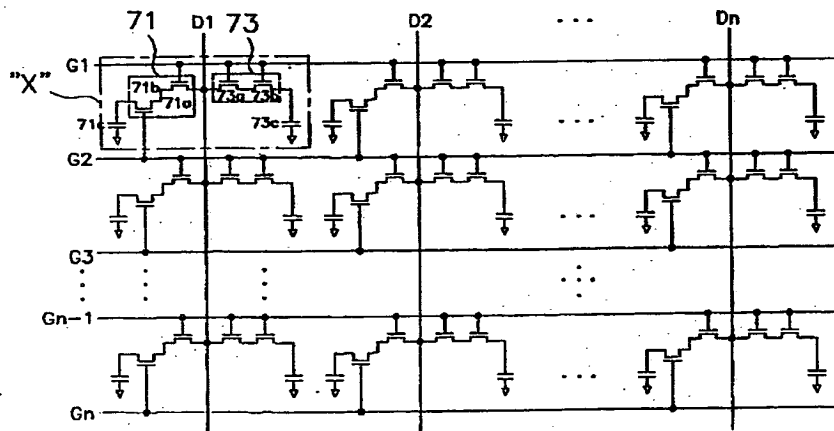 71 D1 73 D2 ... Dn
G1
"X"
71b 71a 73a 73b
71c 73c
...
G2
...
G3
Gn-1
...
Gn